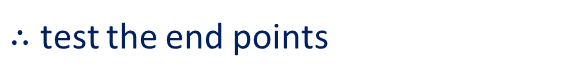 ∴ test the end points